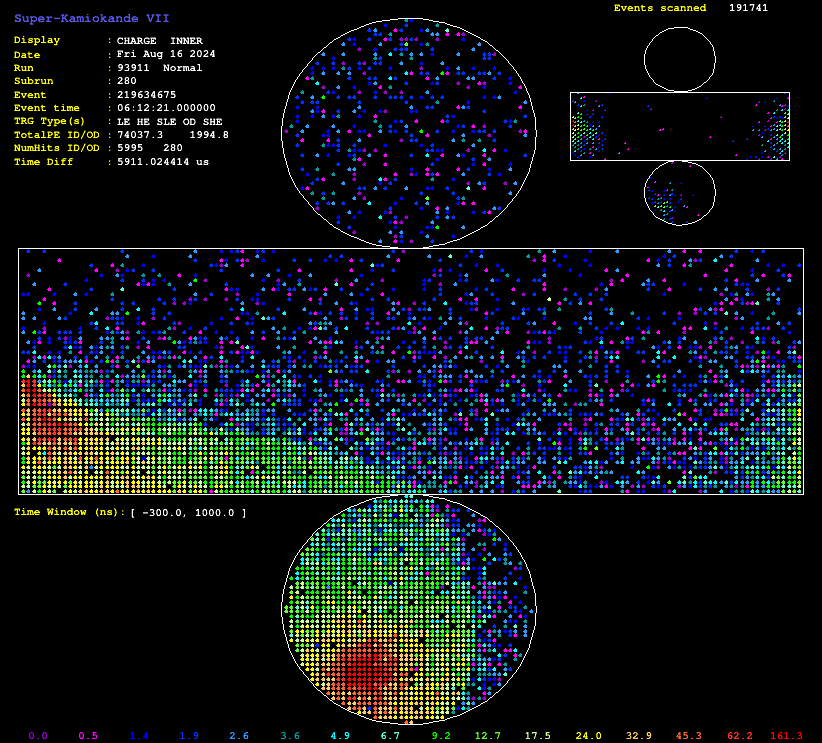 Super-Kamiokande VII
Events scanned 191741
Display : CHARGE INNER
Date : Fri Aug 16 2024
Run : 93911 Normal
Subrun : 280
Event : 219634675
Event time : 06:12:21.000000
TRG Type(s) : LE HE SLE OD SHE
TotalPE ID/OD : 74037.3 1994.8
NumHits ID/OD : 5995 280
Time Diff : 5911.024414 us
Time Window (ns): [ -300.0, 1000.0 ]
0.0 0.5 1.4 1.9 2.6 3.6 4.9 6.7 9.2 12.7 17.5 24.0 32.9 45.3 62.2 161.3